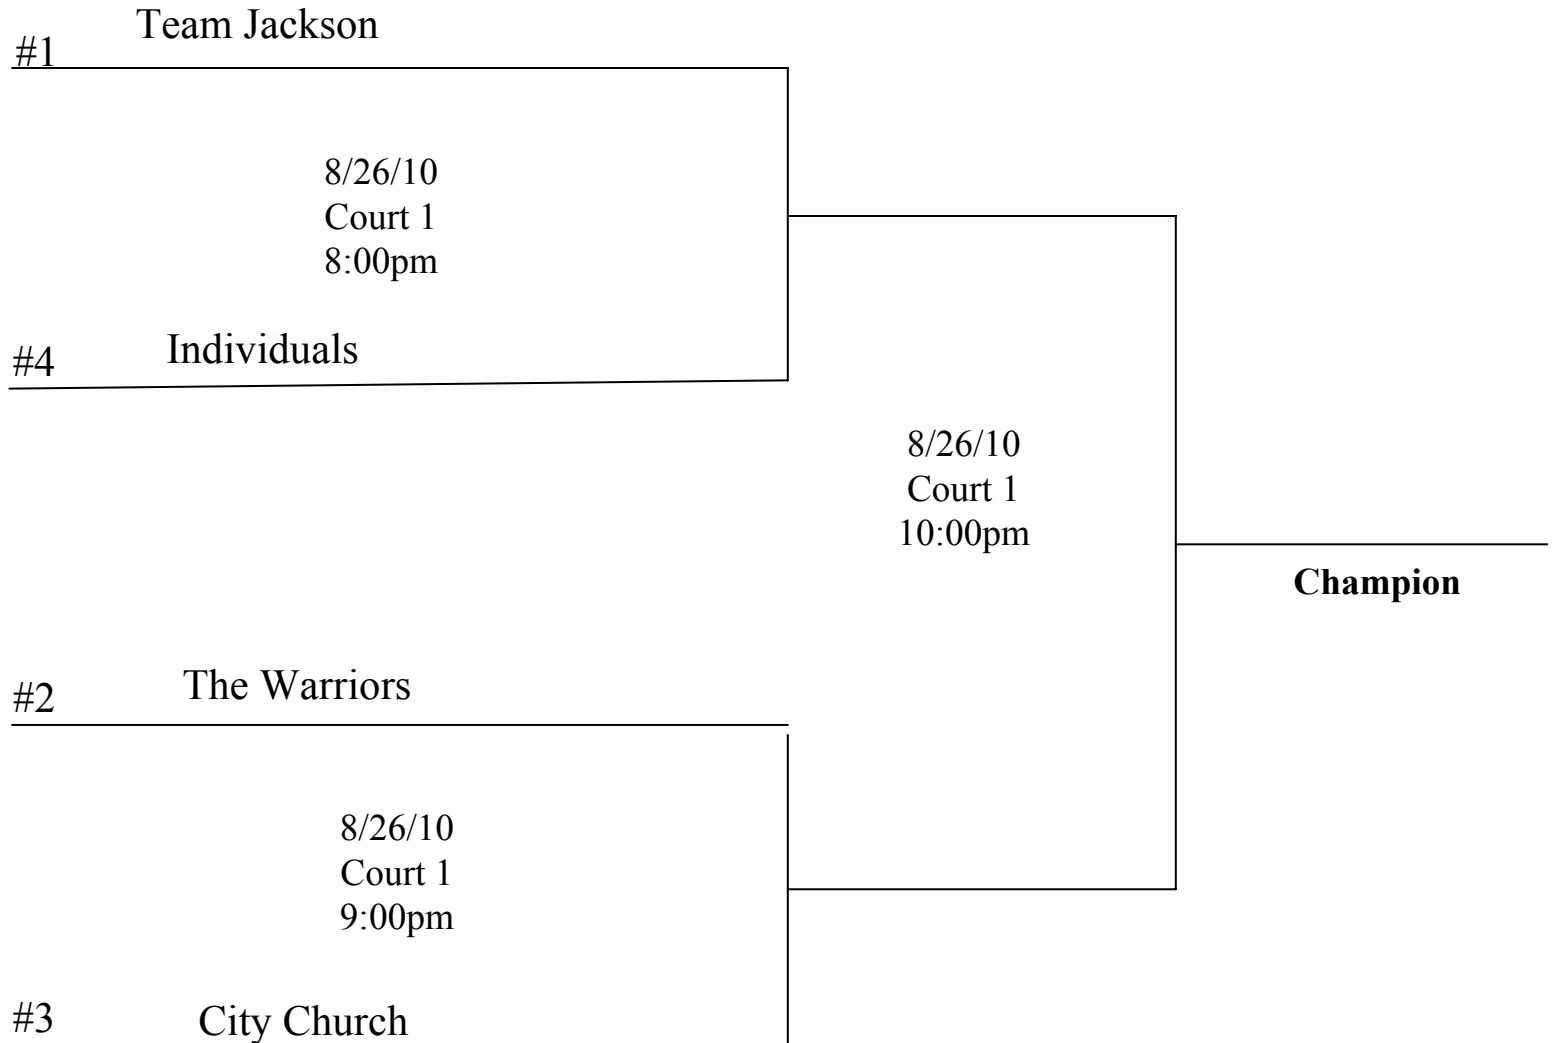 Team Jackson
#1
8/26/10
Court 1
8:00pm
Individuals
#4
8/26/10
Court 1
10:00pm
Champion
The Warriors
#2
8/26/10
Court 1
9:00pm
#3
City Church